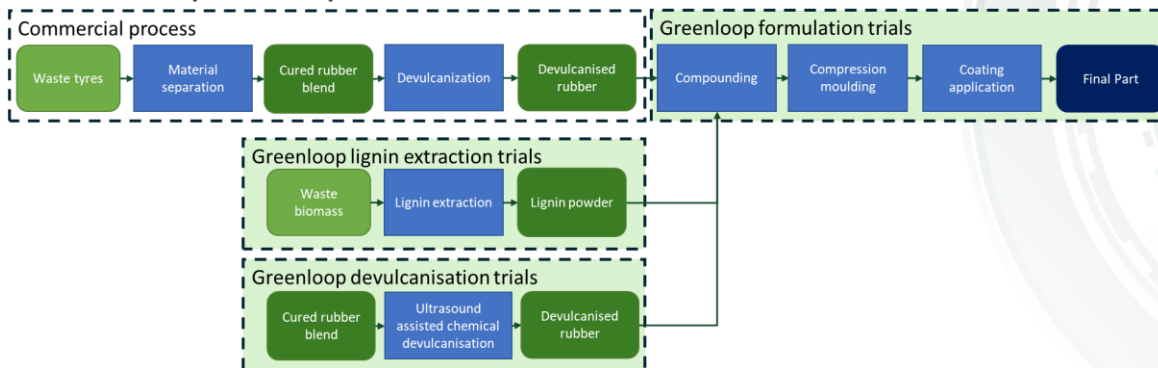 Commercial process
Waste tyres
Material
separation
Cured rubber
blend
Devulcanization
Devulcanised
rubber
Greenloop formulation trials
Compounding
Compression
moulding
Coating
application
Final Part
Greenloop lignin extraction trials
Waste
biomass
Lignin extraction
Lignin powder
Greenloop devulcanisation trials
Cured rubber
blend
Ultrasound
assisted chemical
devulcanisation
Devulcanised
rubber